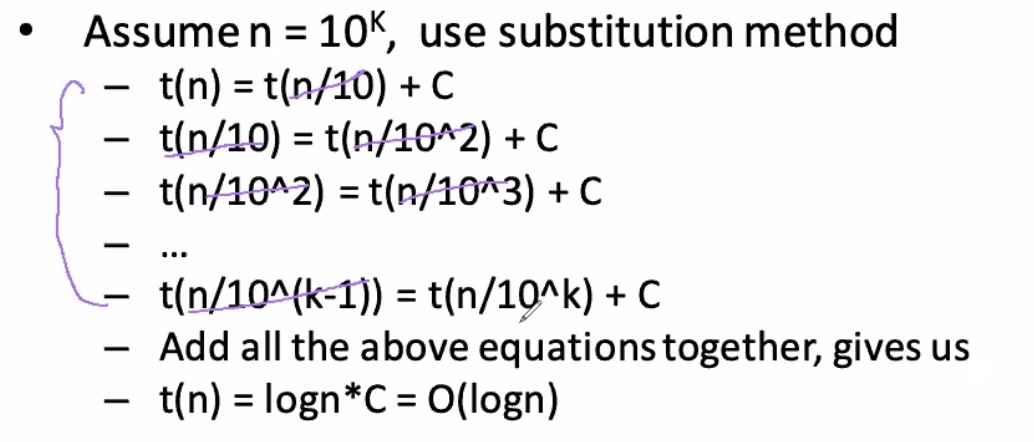 • Assume n = 10ᴷ, use substitution method
– t(n) = t(n/10) + C
– t(n/10) = t(n/10^2) + C
– t(n/10^2) = t(n/10^3) + C
– ...
– t(n/10^(k-1)) = t(n/10^k) + C
– Add all the above equations together, gives us
– t(n) = logn*C = O(logn)